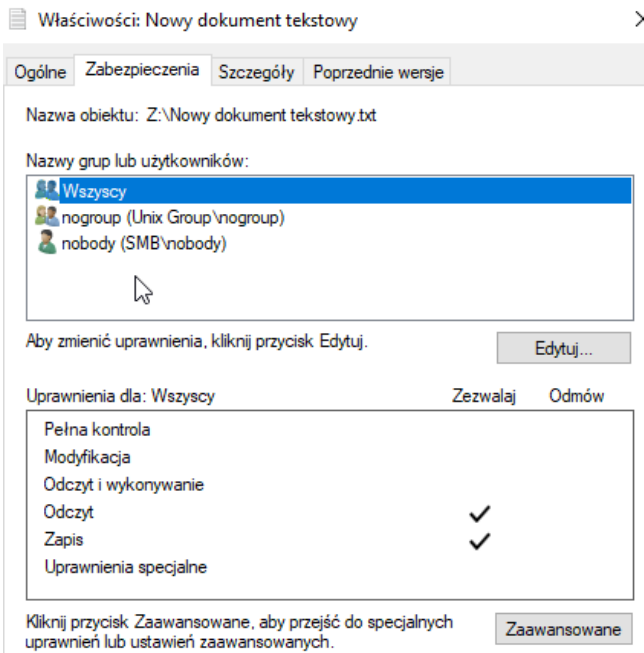 Właściwości: Nowy dokument tekstowy
Ogólne Zabezpieczenia Szczegóły Poprzednie wersje
Nazwa obiektu: Z:\Nowy dokument tekstowy.txt
Nazwy grup lub użytkowników:
Wszyscy
nogroup (Unix Group\nogroup)
nobody (SMB\nobody)
Aby zmienić uprawnienia, kliknij przycisk Edytuj.
Edytuj...
Uprawnienia dla: Wszyscy Zezwalaj Odmów
Pełna kontrola
Modyfikacja
Odczyt i wykonywanie
Odczyt
Zapis
Uprawnienia specjalne
Kliknij przycisk Zaawansowane, aby przejść do specjalnych
uprawnień lub ustawień zaawansowanych.
Zaawansowane